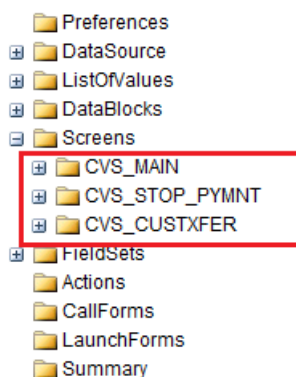 Preferences
DataSource
ListOfValues
DataBlocks
Screens
CVS_MAIN
CVS_STOP_PYMNT
CVS_CUSTXFER
FieldSets
Actions
CallForms
LaunchForms
Summary